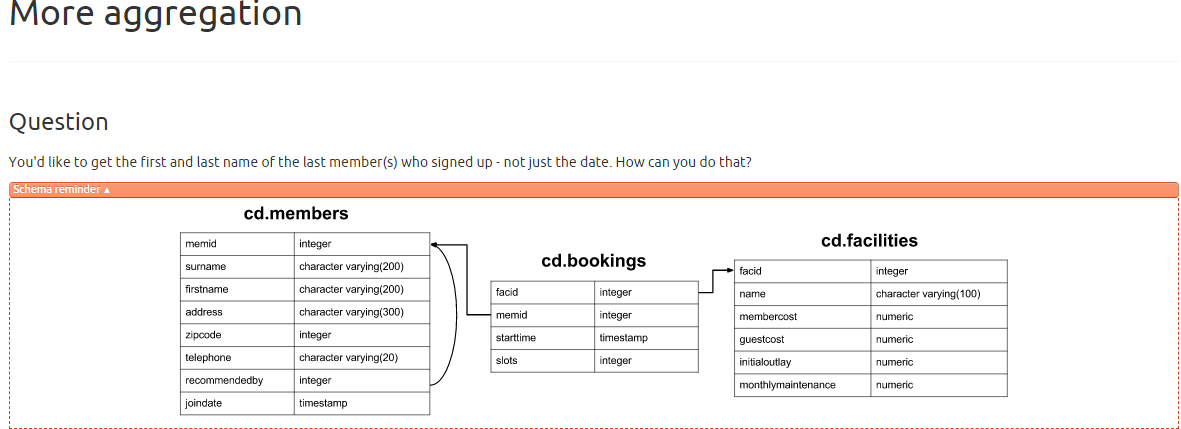 More aggregation
Question
You'd like to get the first and last name of the last member(s) who signed up - not just the date. How can you do that?
Schema reminder ▲
cd.members
memid integer
surname character varying(200)
firstname character varying(200)
address character varying(300)
zipcode integer
telephone character varying(20)
recommendedby integer
joindate timestamp
cd.bookings
facid integer
memid integer
starttime timestamp
slots integer
cd.facilities
facid integer
name character varying(100)
membercost numeric
guestcost numeric
initialoutlay numeric
monthlymaintenance numeric